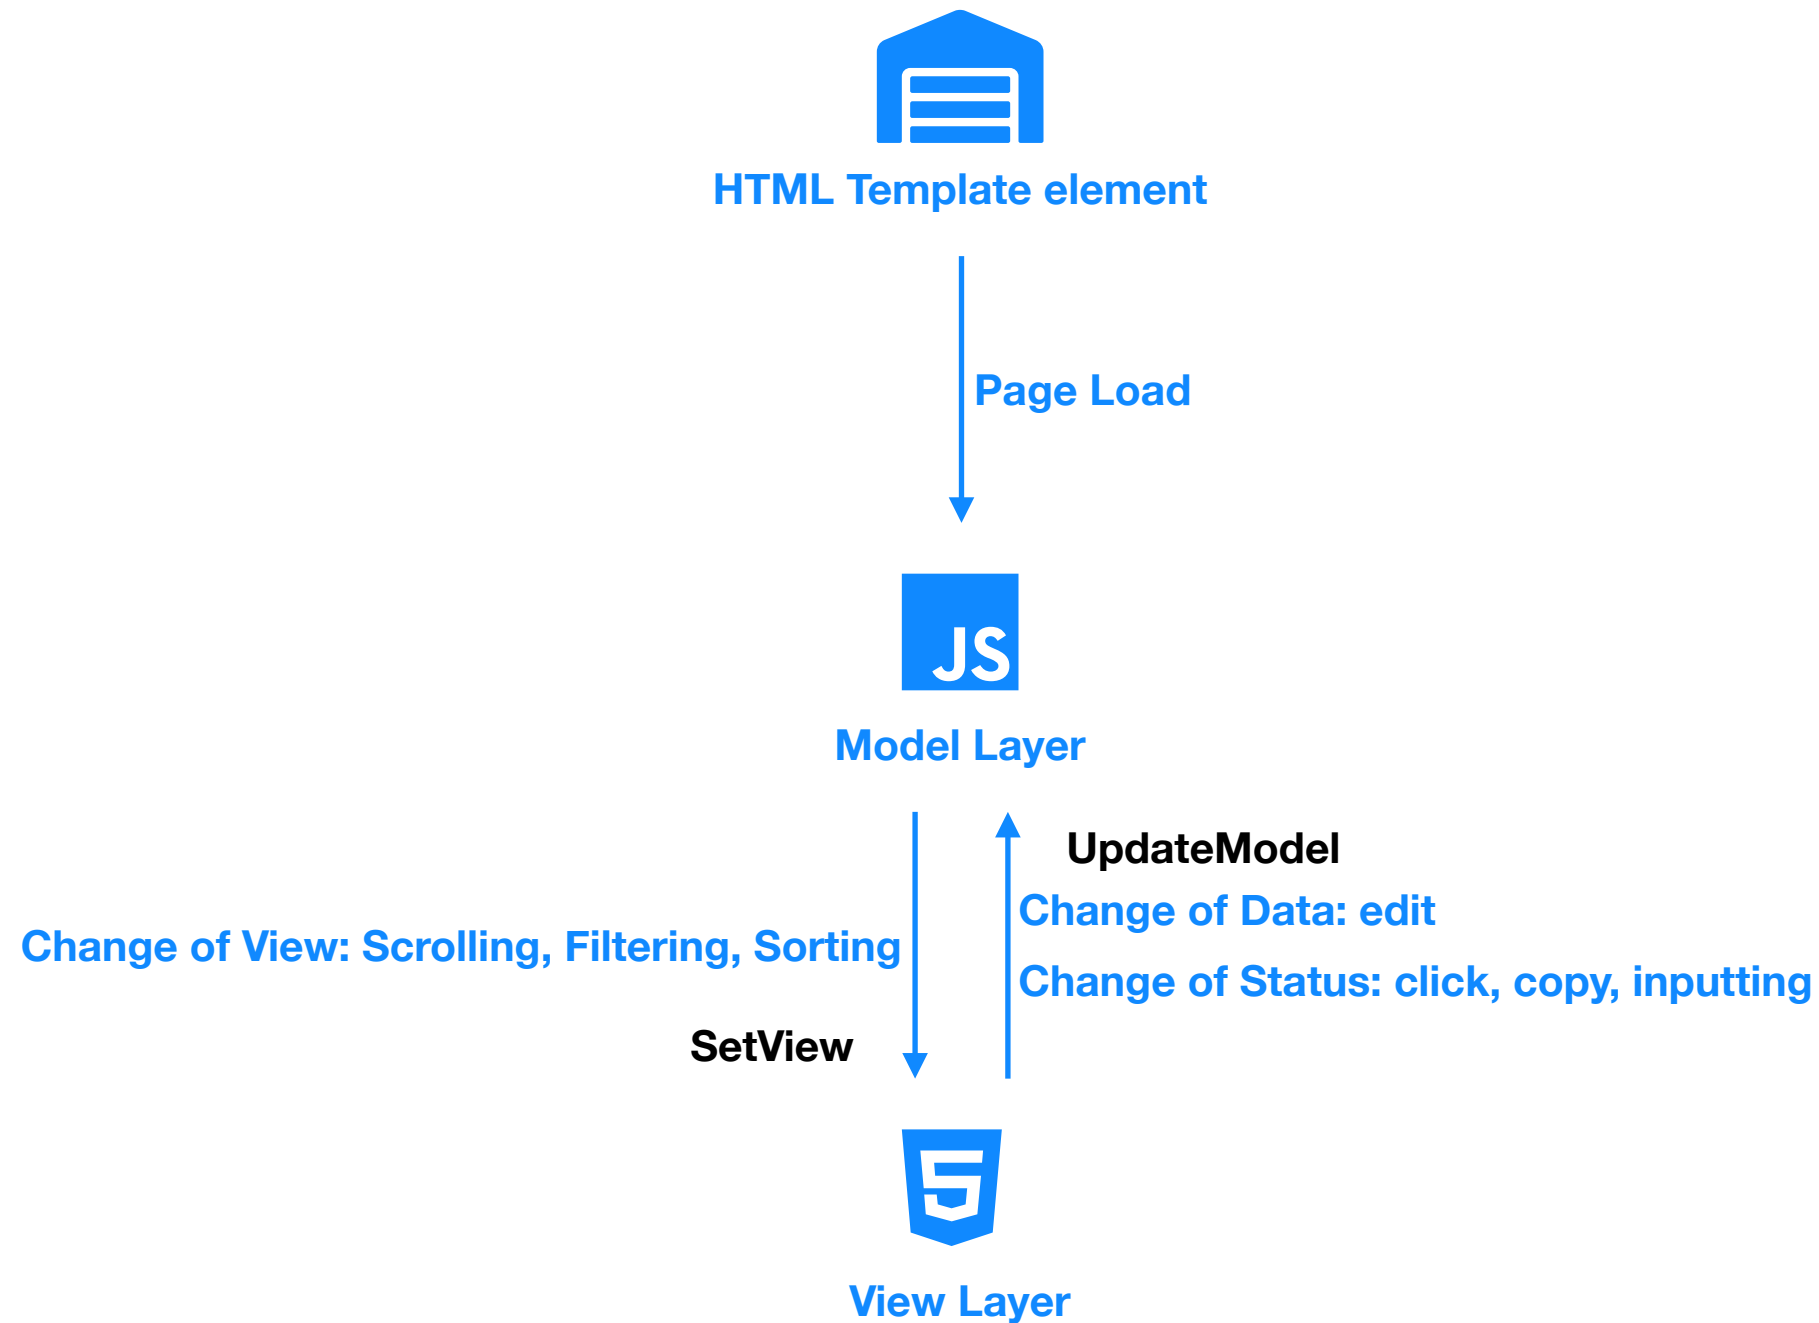 HTML Template element
Page Load
JS
Model Layer
UpdateModel
Change of Data: edit
Change of View: Scrolling, Filtering, Sorting
Change of Status: click, copy, inputting
SetView
5
View Layer